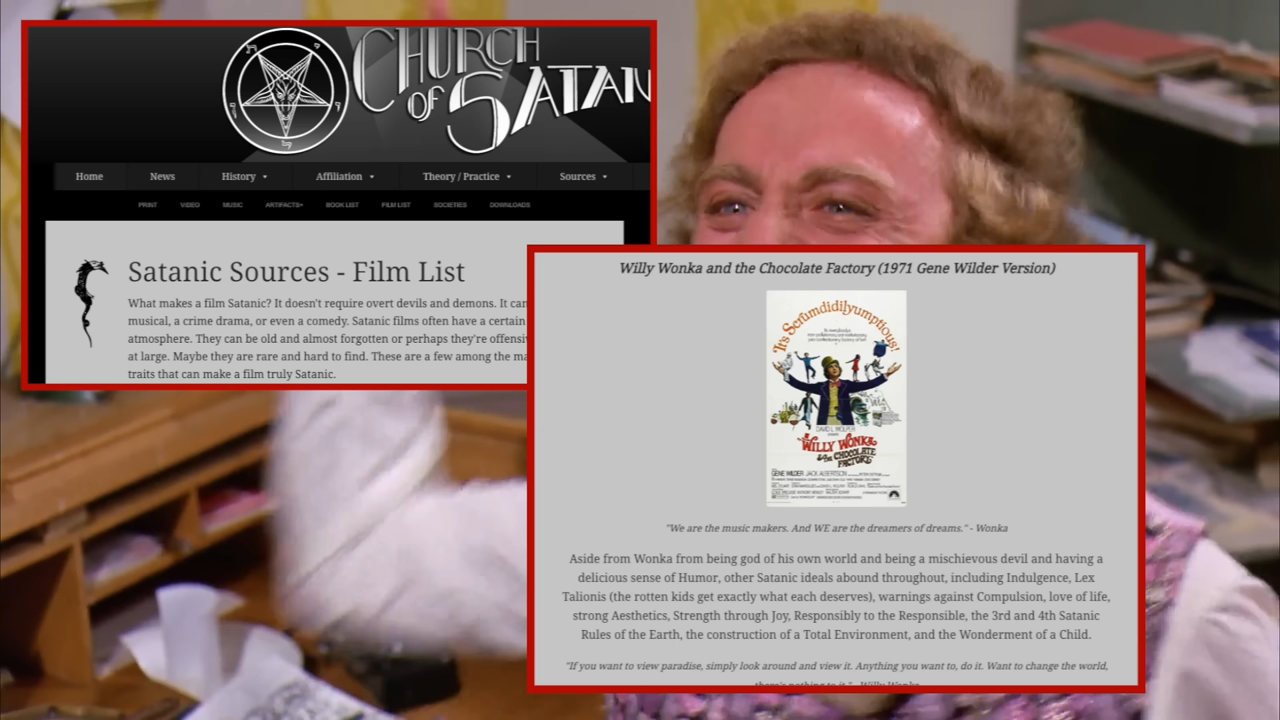 CHURCH
OF SATAN
Home News History Affiliation Theory / Practice Sources
PRINT VIDEO MUSIC ARTIFACTS+ BOOK LIST FILM LIST SOCIETIES DOWNLOADS
Satanic Sources - Film List
What makes a film Satanic? It doesn't require overt devils and demons. It can
musical, a crime drama, or even a comedy. Satanic films often have a certain
atmosphere. They can be old and almost forgotten or perhaps they're offensiv
at large. Maybe they are rare and hard to find. These are a few among the ma
traits that can make a film truly Satanic.
Willy Wonka and the Chocolate Factory (1971 Gene Wilder Version)
It's Scrumdidilyumptious!
DAVID L. WOLPER
WILLY WONKA
& THE CHOCOLATE
FACTORY
GENE WILDER JACK ALBERTSON
"We are the music makers. And WE are the dreamers of dreams." - Wonka
Aside from Wonka from being god of his own world and being a mischievous devil and having a
delicious sense of Humor, other Satanic ideals abound throughout, including Indulgence, Lex
Talionis (the rotten kids get exactly what each deserves), warnings against Compulsion, love of life,
strong Aesthetics, Strength through Joy, Responsibly to the Responsible, the 3rd and 4th Satanic
Rules of the Earth, the construction of a Total Environment, and the Wonderment of a Child.
"If you want to view paradise, simply look around and view it. Anything you want to, do it. Want to change the world,
there's nothing to it." - Willy Wonka